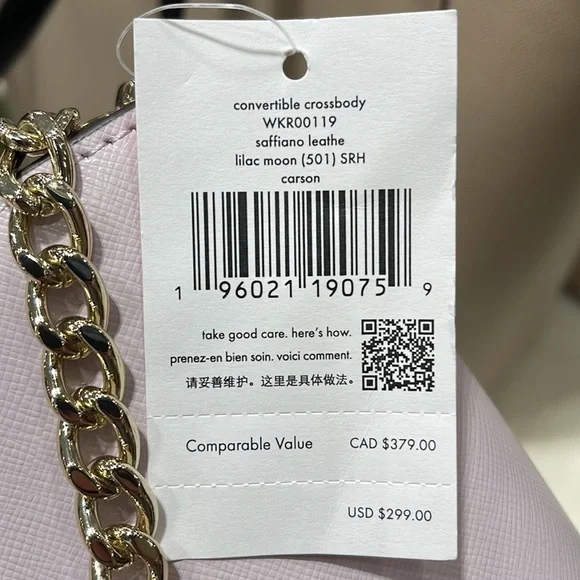 convertible crossbody
WKR00119
saffiano leathe
lilac moon (501) SRH
carson
1 96021 19075 9
take good care. here's how.
prenez-en bien soin. voici comment.
请妥善维护。这里是具体做法。
Comparable Value CAD $379.00
USD $299.00